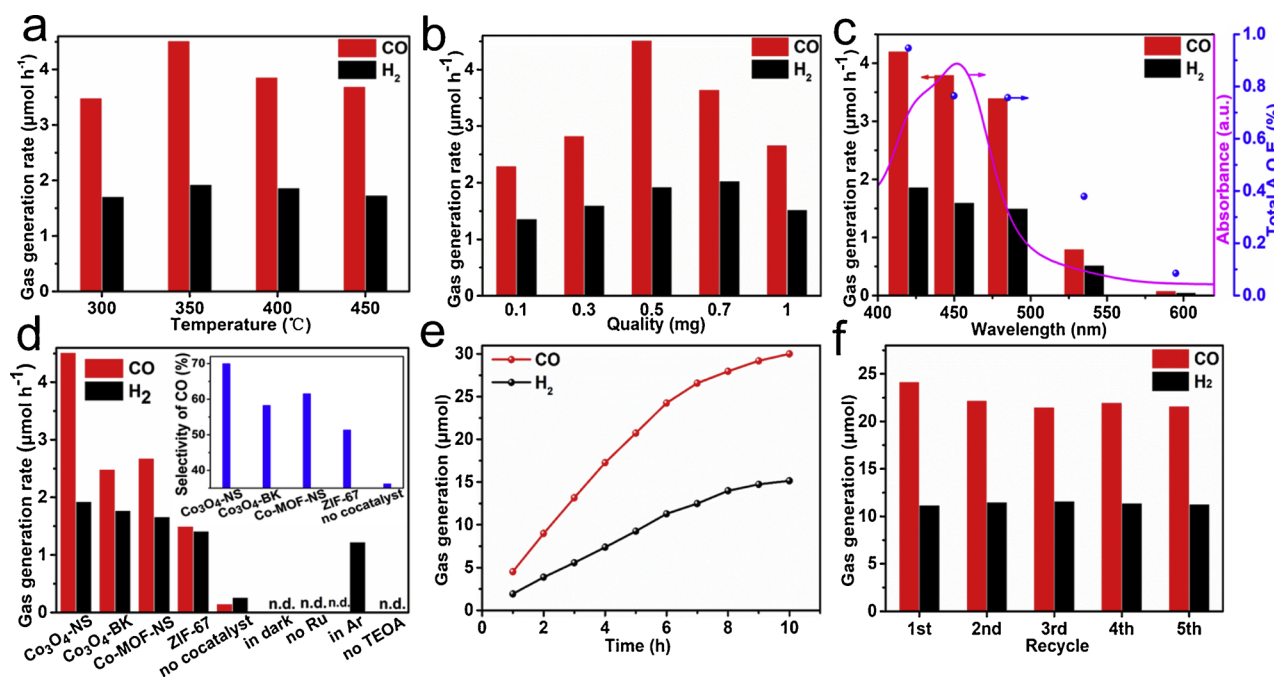 a
Gas generation rate (μmol h⁻¹)
4
3
2
1
0
CO
H₂
300 350 400 450
Temperature (℃)
b
Gas generation rate (μmol h⁻¹)
4
3
2
1
0
CO
H₂
0.1 0.3 0.5 0.7 1
Quality (mg)
c
Gas generation rate (μmol h⁻¹)
4
3
2
1
0
CO
H₂
400 450 500 550 600
Wavelength (nm)
Absorbance (a.u.)
1.0
0.8
0.6
0.4
0.2
0.0
Total A.Q.E (%)
d
Gas generation rate (μmol h⁻¹)
4
3
2
1
0
CO
H₂
Selectivity of CO (%)
70
60
50
40
Co₃O₄-NS
Co₃O₄-BK
Co-MOF-NS
ZIF-67
no cocatalyst
n.d. n.d. n.d. n.d.
Co₃O₄-NS
Co₃O₄-BK
Co-MOF-NS
ZIF-67
no cocatalyst
in dark
no Ru
in Ar
no TEOA
e
Gas generation (μmol)
30
25
20
15
10
5
0
CO
H₂
0 2 4 6 8 10
Time (h)
f
Gas generation (μmol)
25
20
15
10
5
0
CO
H₂
1st 2nd 3rd 4th 5th
Recycle